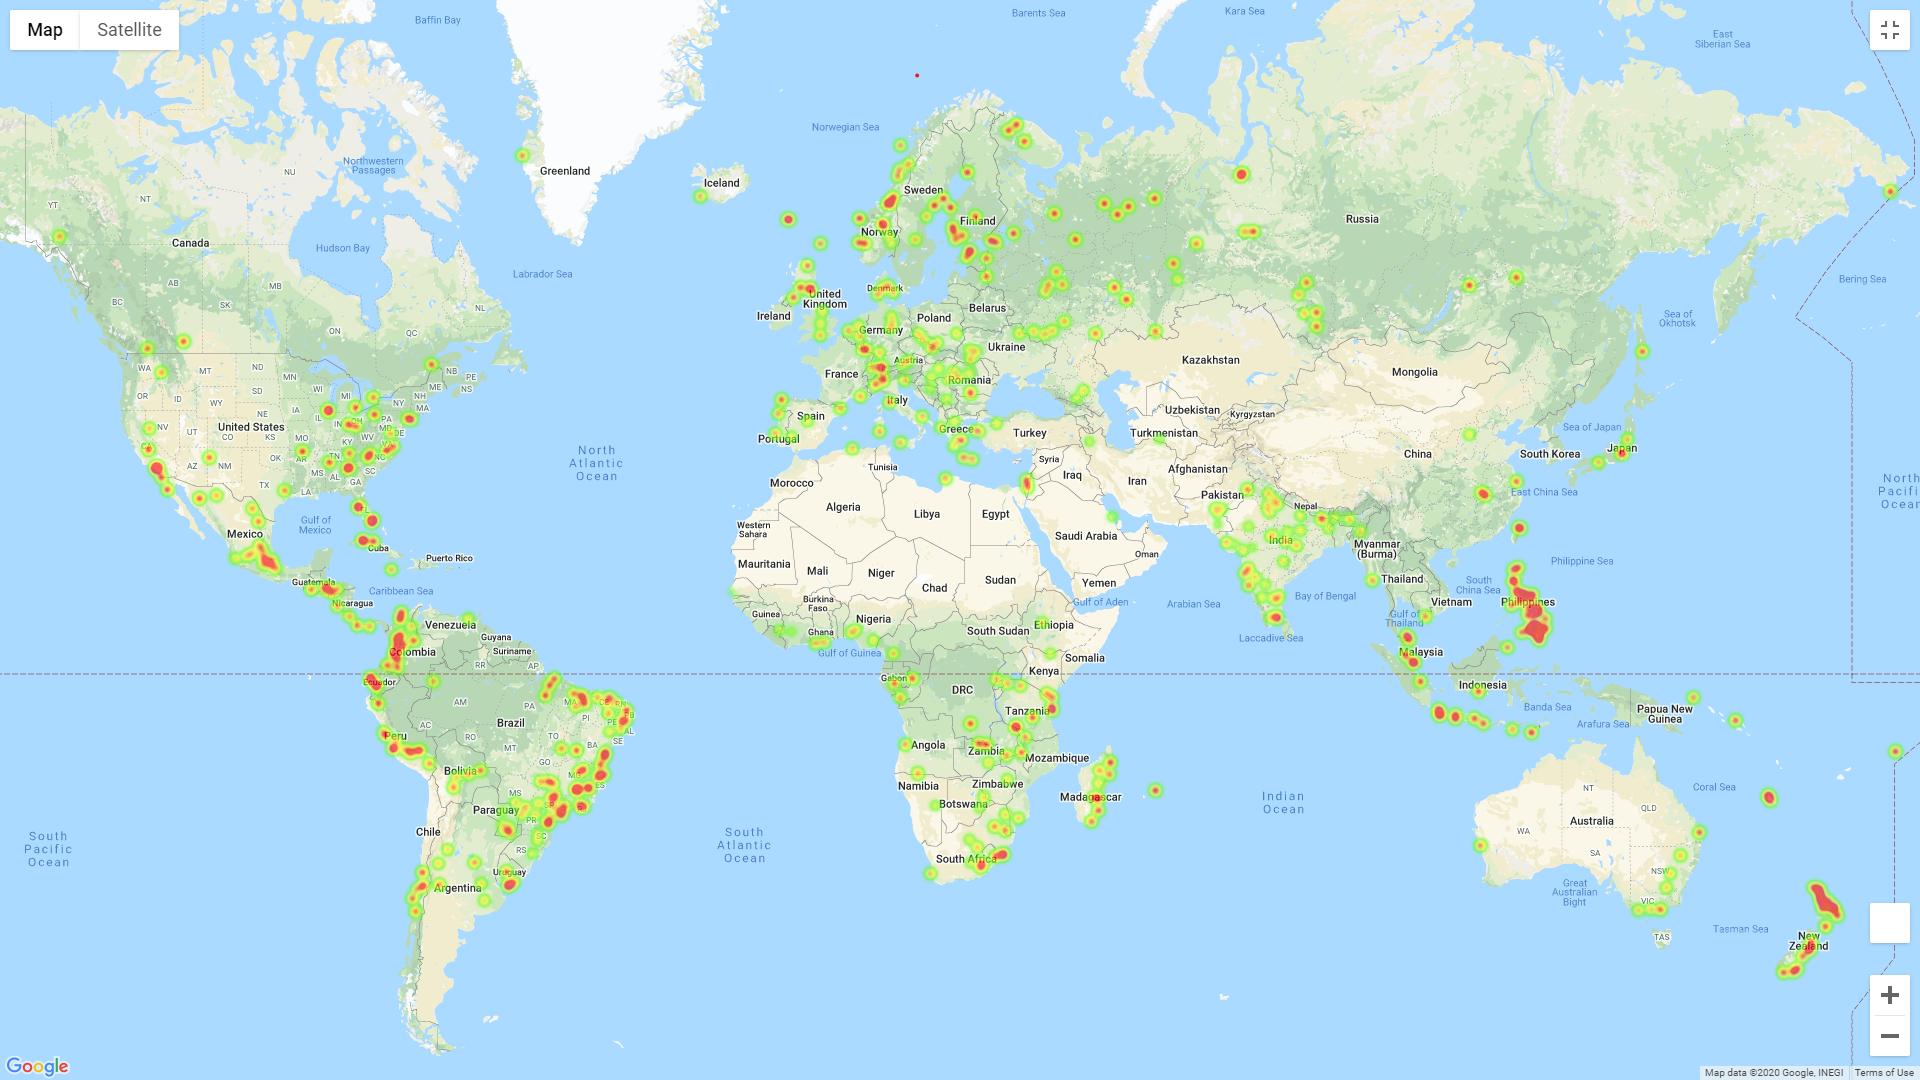 Map
Satellite
Baffin Bay
Barents Sea
Kara Sea
East
Siberian Sea
Norwegian Sea
Northwestern
Passages
Greenland
Iceland
NU
NT
YT
Sweden
Finland
Norway
Russia
Canada
Hudson Bay
Labrador Sea
Bering Sea
AB
MB
BC
SK
NL
ON
QC
Denmark
United
Kingdom
Ireland
Belarus
Poland
Germany
Sea of
Okhotsk
NB
PE
NS
ME
WA
MT
ND
MN
Ukraine
Austria
France
Kazakhstan
Mongolia
OR
ID
SD
WI
MI
WY
IA
NH
MA
Romania
Italy
Spain
Portugal
Greece
Turkey
Uzbekistan
Kyrgyzstan
Turkmenistan
NE
IL
IN
OH
PA
MD
DE
NV
UT
CO
KS
MO
KY
WV
VA
United States
North
Atlantic
Ocean
Sea of Japan
Japan
South Korea
China
CA
AZ
NM
OK
AR
TN
NC
SC
MS
AL
GA
TX
LA
FL
Tunisia
Morocco
Syria
Iraq
Iran
Afghanistan
Pakistan
Nepal
East China Sea
North
Pacific
Ocean
Algeria
Libya
Egypt
Western
Sahara
Saudi Arabia
Oman
India
Myanmar
(Burma)
Gulf of
Mexico
Mexico
Cuba
Puerto Rico
Philippine Sea
Mauritania
Mali
Niger
Chad
Sudan
Yemen
Thailand
South
China Sea
Guatemala
Caribbean Sea
Nicaragua
Burkina
Faso
Guinea
Gulf of Aden
Arabian Sea
Bay of Bengal
Vietnam
Philippines
Venezuela
Guyana
Suriname
Colombia
Ghana
Nigeria
South Sudan
Ethiopia
Gulf of
Thailand
Laccadive Sea
Gulf of Guinea
Somalia
Malaysia
RR
AP
Ecuador
Gabon
DRC
Kenya
Indonesia
AM
PA
MA
CE
RN
PB
PE
AL
SE
PI
Brazil
AC
RO
TO
BA
MT
GO
Peru
Tanzania
Banda Sea
Papua New
Guinea
Arafura Sea
Angola
Zambia
Mozambique
Bolivia
MG
ES
MS
SP
RJ
PR
SC
RS
Paraguay
Namibia
Zimbabwe
Botswana
Madagascar
Indian
Ocean
Coral Sea
NT
QLD
WA
Australia
SA
NSW
VIC
TAS
Chile
South
Pacific
Ocean
South
Atlantic
Ocean
South Africa
Uruguay
Argentina
Great
Australian
Bight
Tasman Sea
New
Zealand
Google
Map data ©2020 Google, INEGI
Terms of Use